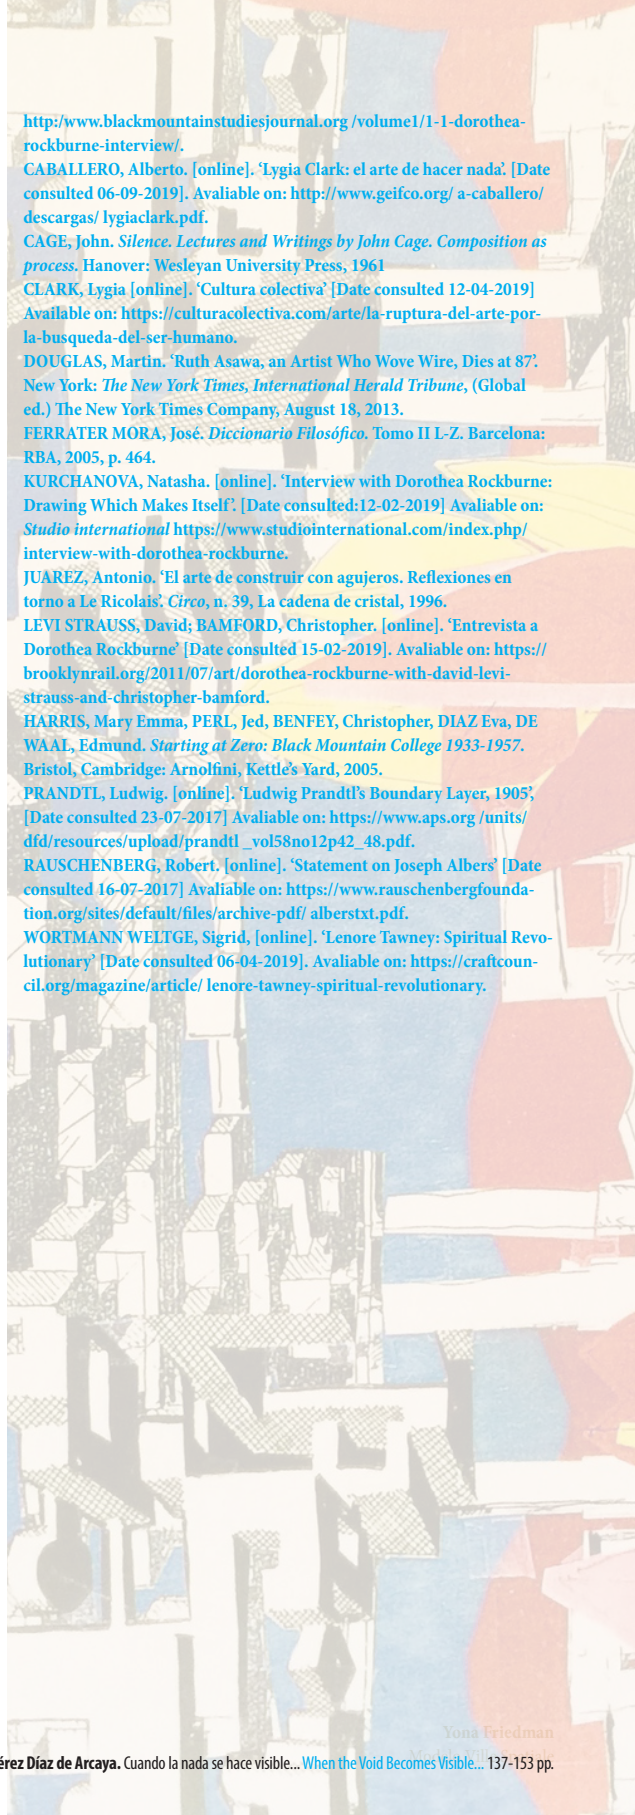 http:/www.blackmountainstudiesjournal.org /volume1/1-1-dorothea-
rockburne-interview/.
CABALLERO, Alberto. [online]. ‘Lygia Clark: el arte de hacer nada’. [Date
consulted 06-09-2019]. Avaliable on: http://www.geifco.org/ a-caballero/
descargas/ lygiaclark.pdf.
CAGE, John. Silence. Lectures and Writings by John Cage. Composition as
process. Hanover: Wesleyan University Press, 1961
CLARK, Lygia [online]. ‘Cultura colectiva’ [Date consulted 12-04-2019]
Available on: https://culturacolectiva.com/arte/la-ruptura-del-arte-por-
la-busqueda-del-ser-humano.
DOUGLAS, Martin. ‘Ruth Asawa, an Artist Who Wove Wire, Dies at 87’.
New York: The New York Times, International Herald Tribune, (Global
ed.) The New York Times Company, August 18, 2013.
FERRATER MORA, José. Diccionario Filosófico. Tomo II L-Z. Barcelona:
RBA, 2005, p. 464.
KURCHANOVA, Natasha. [online]. ‘Interview with Dorothea Rockburne:
Drawing Which Makes Itself’. [Date consulted:12-02-2019] Avaliable on:
Studio international https://www.studiointernational.com/index.php/
interview-with-dorothea-rockburne.
JUAREZ, Antonio. ‘El arte de construir con agujeros. Reflexiones en
torno a Le Ricolais’. Circo, n. 39, La cadena de cristal, 1996.
LEVI STRAUSS, David; BAMFORD, Christopher. [online]. ‘Entrevista a
Dorothea Rockburne’ [Date consulted 15-02-2019]. Avaliable on: https://
brooklynrail.org/2011/07/art/dorothea-rockburne-with-david-levi-
strauss-and-christopher-bamford.
HARRIS, Mary Emma, PERL, Jed, BENFEY, Christopher, DIAZ Eva, DE
WAAL, Edmund. Starting at Zero: Black Mountain College 1933-1957.
Bristol, Cambridge: Arnolfini, Kettle’s Yard, 2005.
PRANDTL, Ludwig. [online]. ‘Ludwig Prandtl’s Boundary Layer, 1905’,
[Date consulted 23-07-2017] Avaliable on: https://www.aps.org /units/
dfd/resources/upload/prandtl _vol58no12p42_48.pdf.
RAUSCHENBERG, Robert. [online]. ‘Statement on Joseph Albers’ [Date
consulted 16-07-2017] Avaliable on: https://www.rauschenbergfounda-
tion.org/sites/default/files/archive-pdf/ alberstxt.pdf.
WORTMANN WELTGE, Sigrid, [online]. ‘Lenore Tawney: Spiritual Revo-
lutionary’ [Date consulted 06-04-2019]. Avaliable on: https://craftcoun-
cil.org/magazine/article/ lenore-tawney-spiritual-revolutionary.
Yona Friedman
érez Díaz de Arcaya. Cuando la nada se hace visible... When the Void Becomes Visible... 137-153 pp.